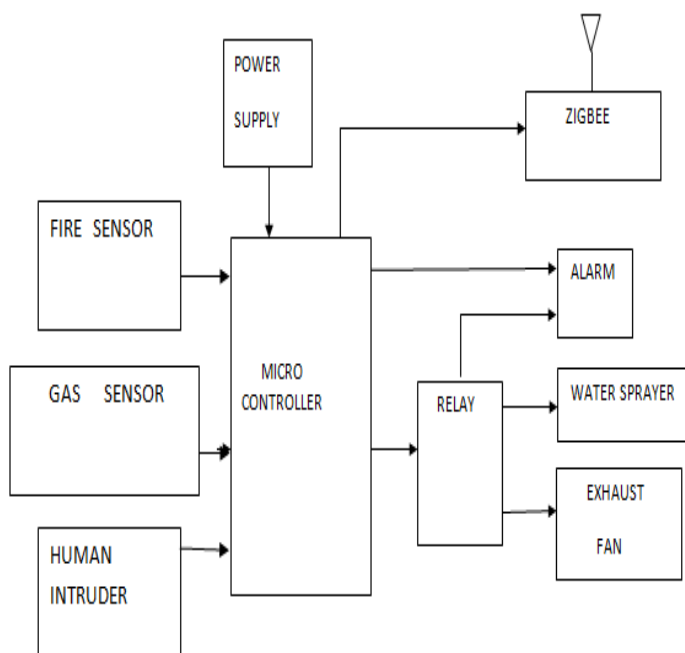 POWER
SUPPLY
ZIGBEE
FIRE SENSOR
ALARM
GAS SENSOR
MICRO
CONTROLLER
RELAY
WATER SPRAYER
EXHAUST
FAN
HUMAN
INTRUDER